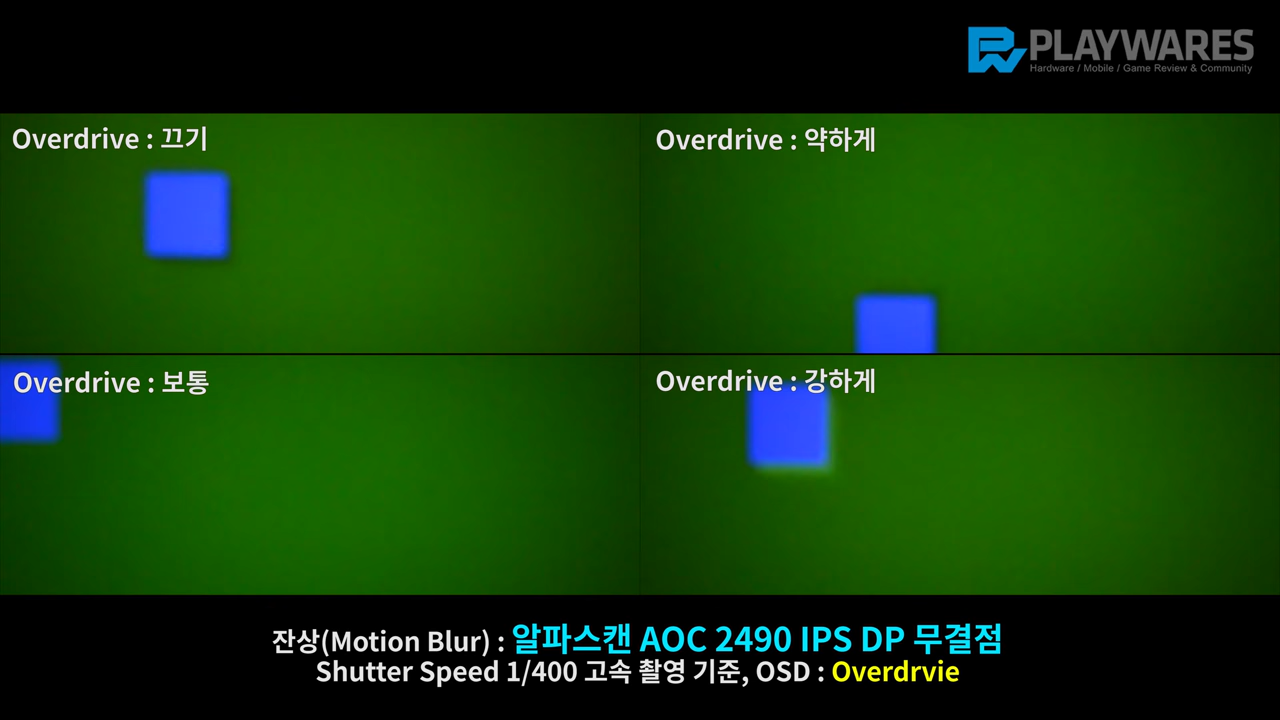 PLAYWARES
Hardware / Mobile / Game Review & Community
Overdrive : 끄기
Overdrive : 약하게
Overdrive : 보통
Overdrive : 강하게
잔상(Motion Blur) : 알파스캔 AOC 2490 IPS DP 무결점
Shutter Speed 1/400 고속 촬영 기준, OSD : Overdrvie